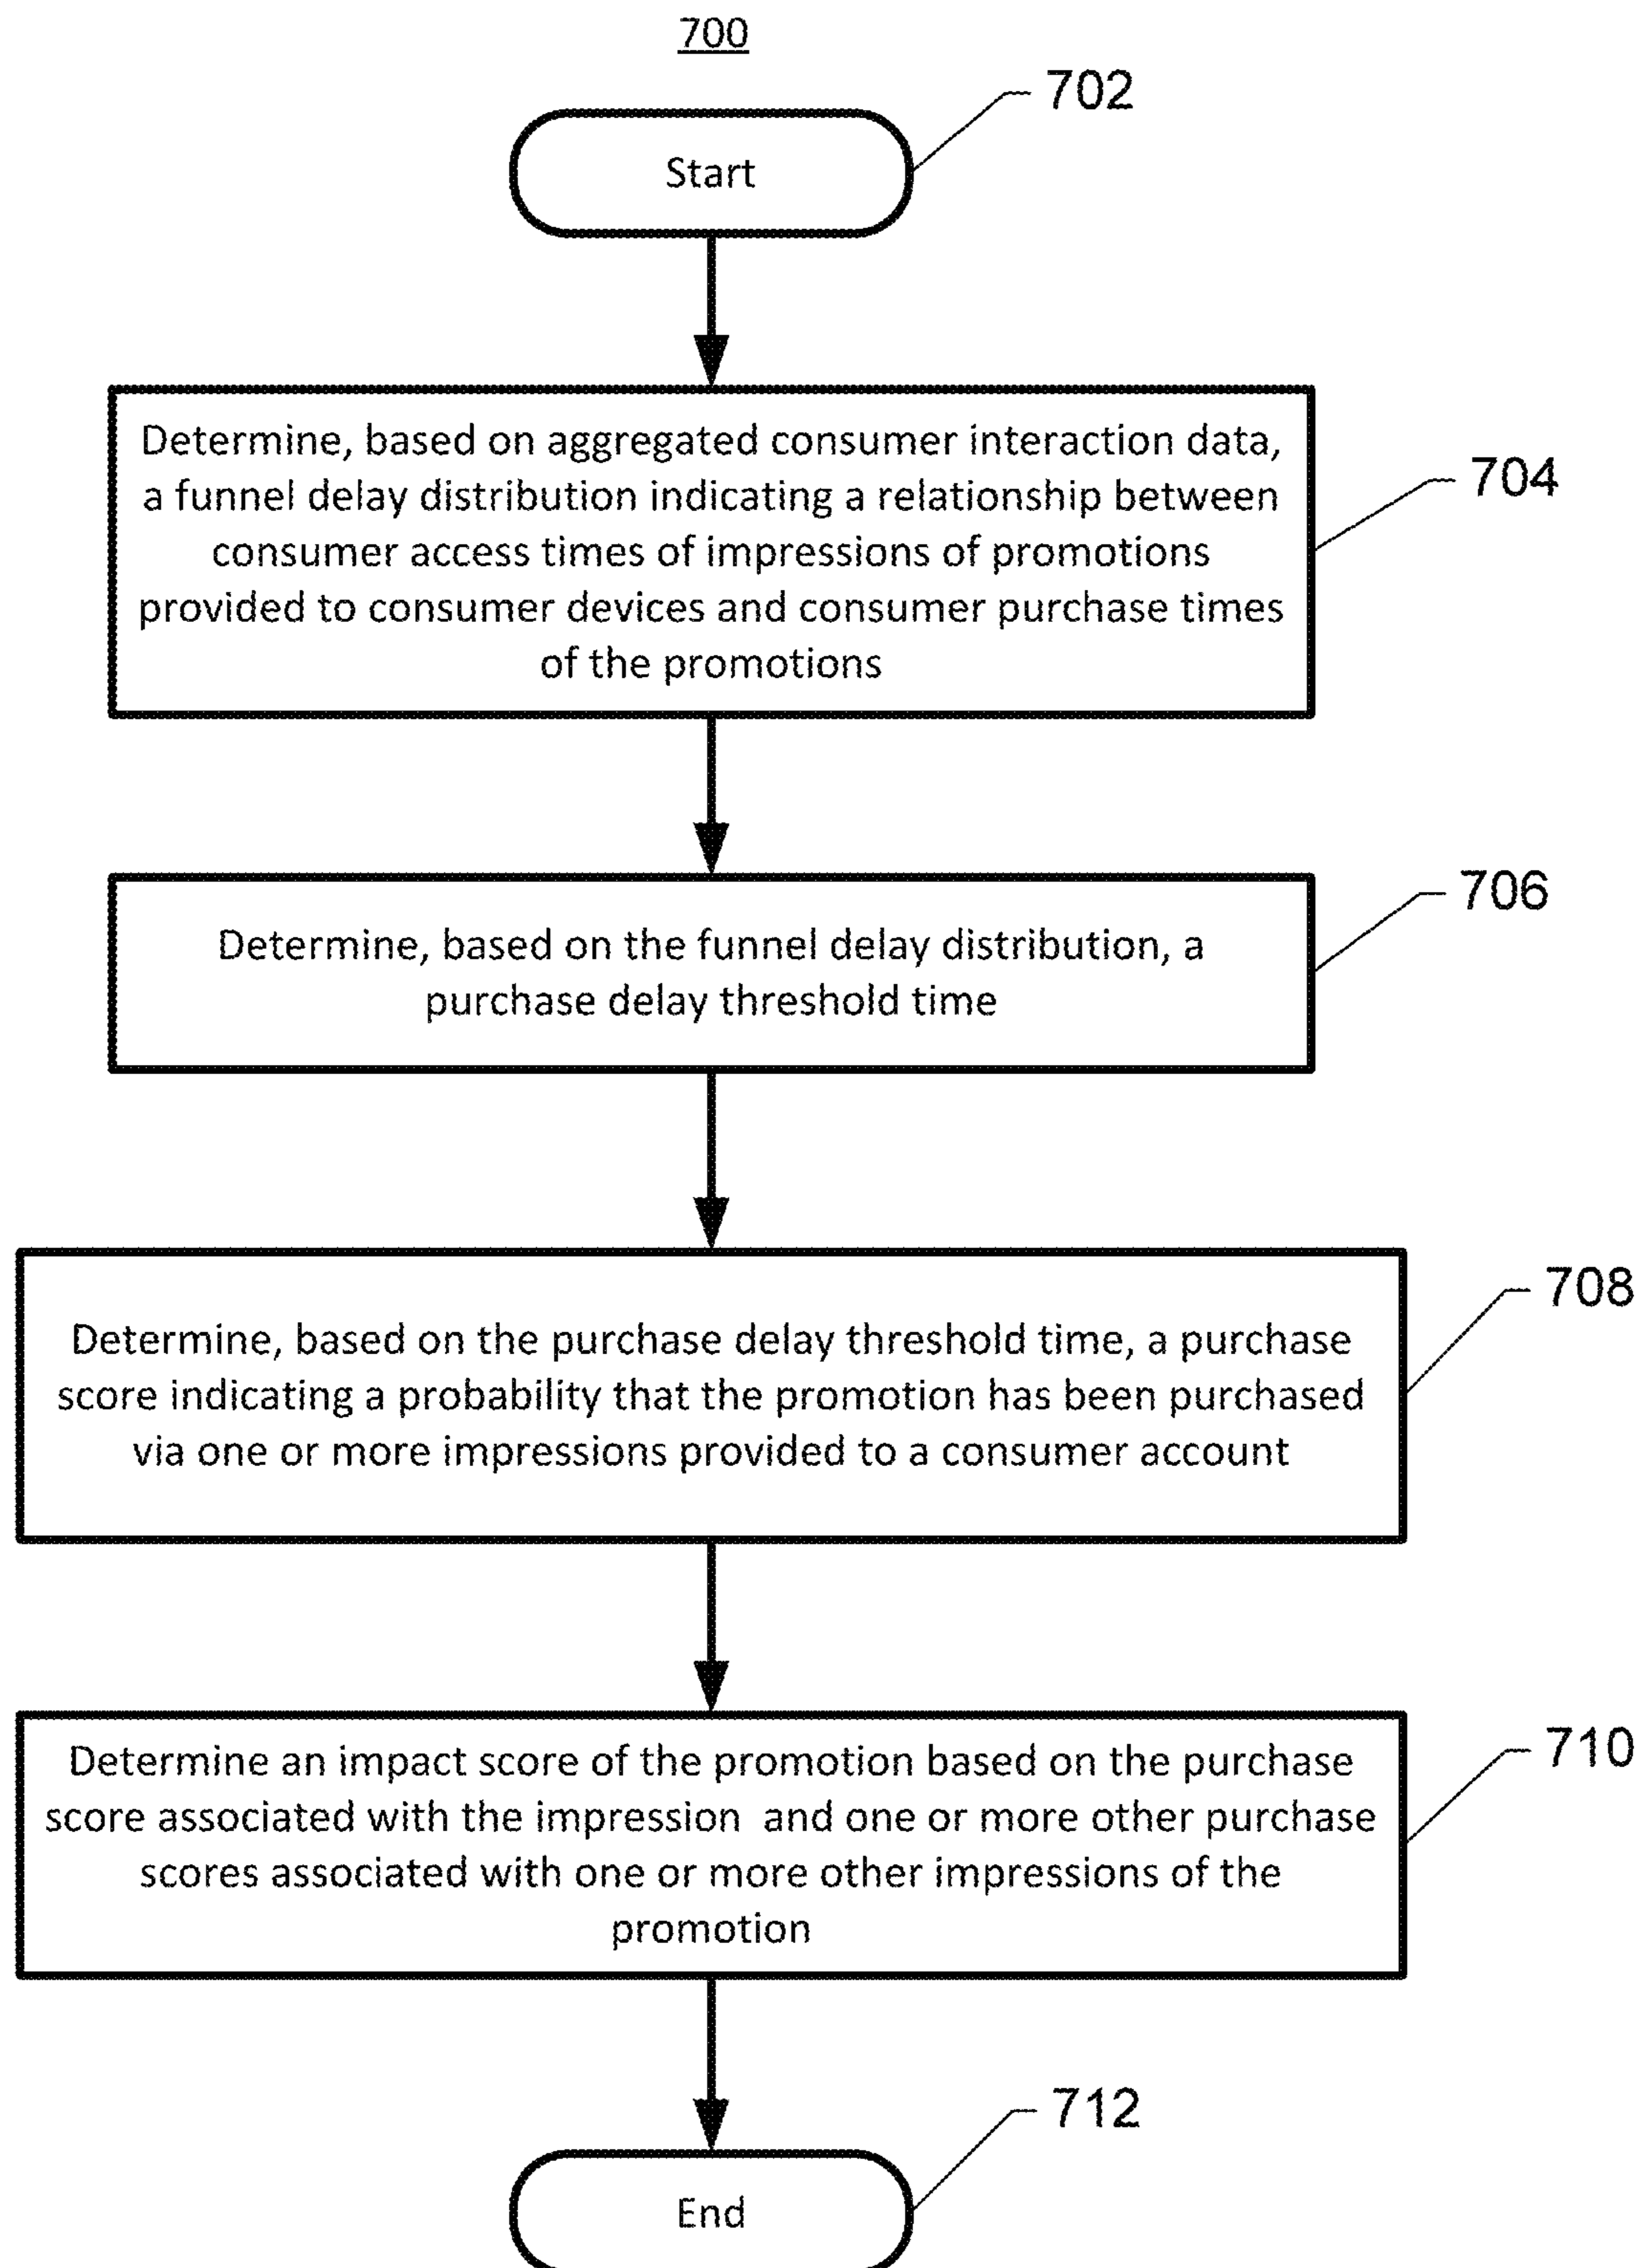 700
702
Start
Determine, based on aggregated consumer interaction data,
a funnel delay distribution indicating a relationship between
consumer access times of impressions of promotions
provided to consumer devices and consumer purchase times
of the promotions
704
706
Determine, based on the funnel delay distribution, a
purchase delay threshold time
708
Determine, based on the purchase delay threshold time, a purchase
score indicating a probability that the promotion has been purchased
via one or more impressions provided to a consumer account
710
Determine an impact score of the promotion based on the purchase
score associated with the impression  and one or more other purchase
scores associated with one or more other impressions of the
promotion
712
End